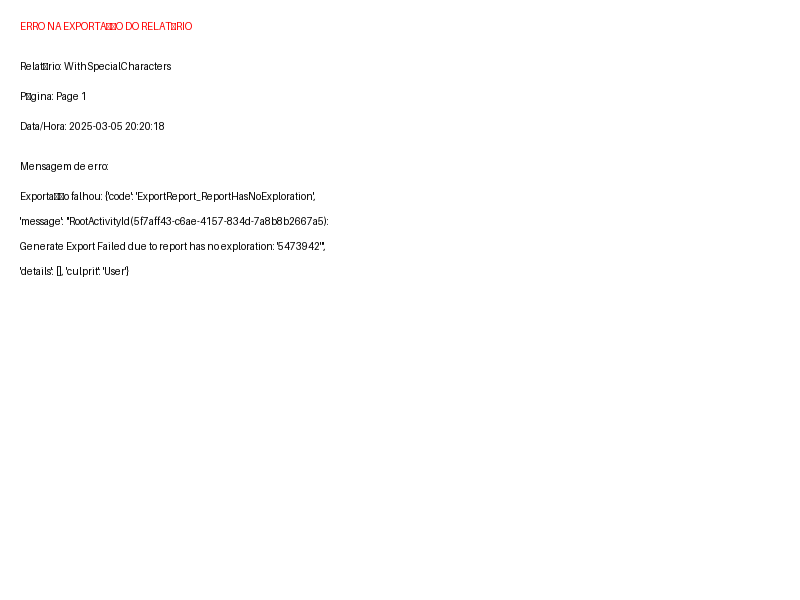 ERRO NA EXPORTA▯▯O DO RELAT▯RIO
Relat▯rio: WithSpecialCharacters
P▯gina: Page 1
Data/Hora: 2025-03-05 20:20:18
Mensagem de erro:
Exporta▯▯o falhou: {'code': 'ExportReport_ReportHasNoExploration',
'message': "RootActivityId(5f7aff43-c6ae-4157-834d-7a8b8b2667a5):
Generate Export Failed due to report has no exploration: '5473942'",
'details': [], 'culprit': 'User'}